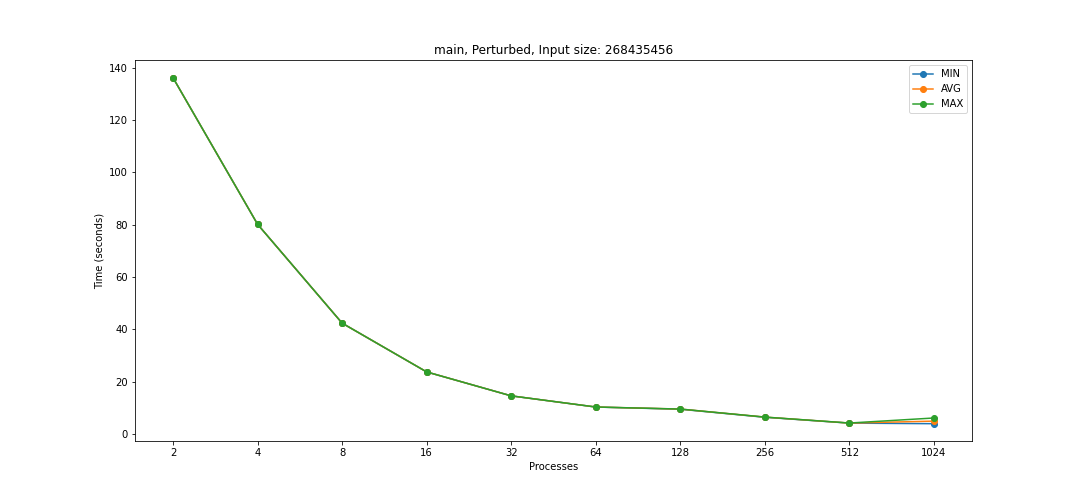 main, Perturbed, Input size: 268435456
MIN
AVG
MAX
140
120
100
80
60
40
20
0
Time (seconds)
2 4 8 16 32 64 128 256 512 1024
Processes